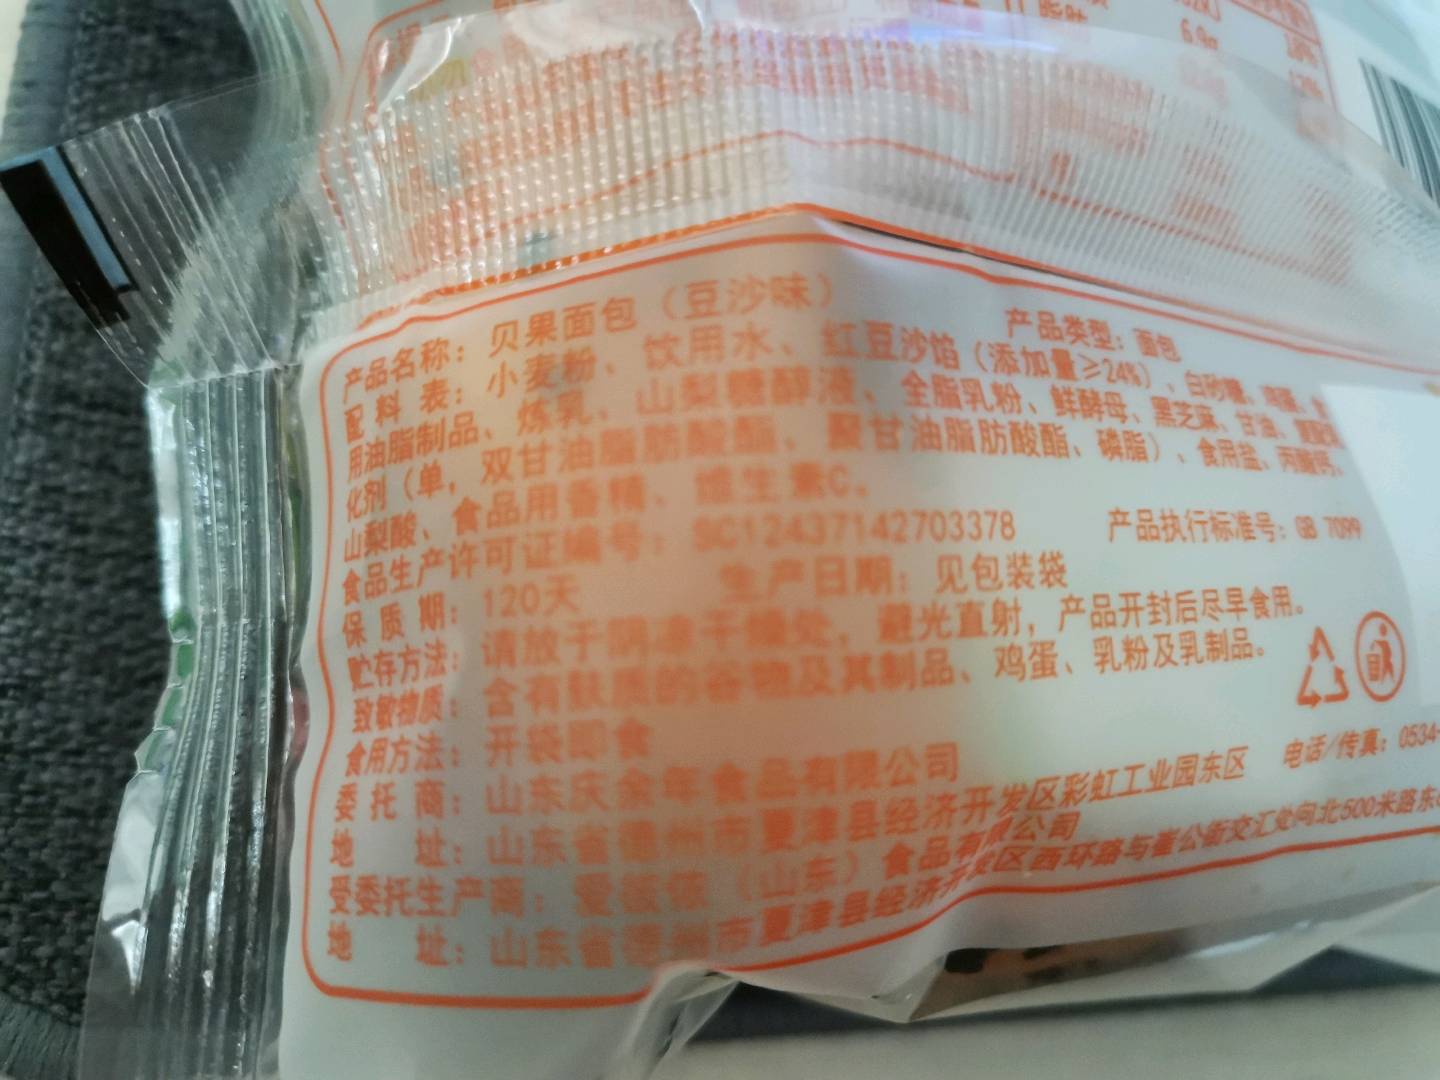 产品名称：贝果面包（豆沙味） 产品类型：面包
配料表：小麦粉、饮用水、红豆沙馅（添加量≥24%）、白砂糖、鸡蛋、食
用油脂制品、炼乳、山梨糖醇液、全脂乳粉、鲜酵母、黑芝麻、甘油、
化剂（单，双甘油脂肪酸酯、聚甘油脂肪酸酯、磷脂）、食用盐、丙酸钙、
山梨酸、食品用香精、维生素C。
食品生产许可证编号：SC12437142703378 产品执行标准号：GB 7099
保质期：120天 生产日期：见包装袋
贮存方法：请放于阴凉干燥处，避光直射，产品开封后尽早食用。
致敏物质：含有麸质的谷物及其制品、鸡蛋、乳粉及乳制品。
食用方法：开袋即食
委托商：山东庆余年食品有限公司
地址：山东省德州市夏津县经济开发区彩虹工业园东区 电话/传真：0534-
受委托生产商：爱薇依（山东）食品有限公司
地址：山东省德州市夏津县经济开发区西环路与崔公街交汇处向北500米路东